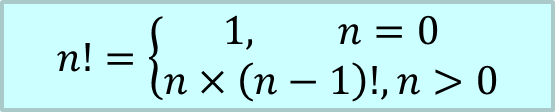 n! = { 1, n = 0
n × (n − 1)!, n > 0